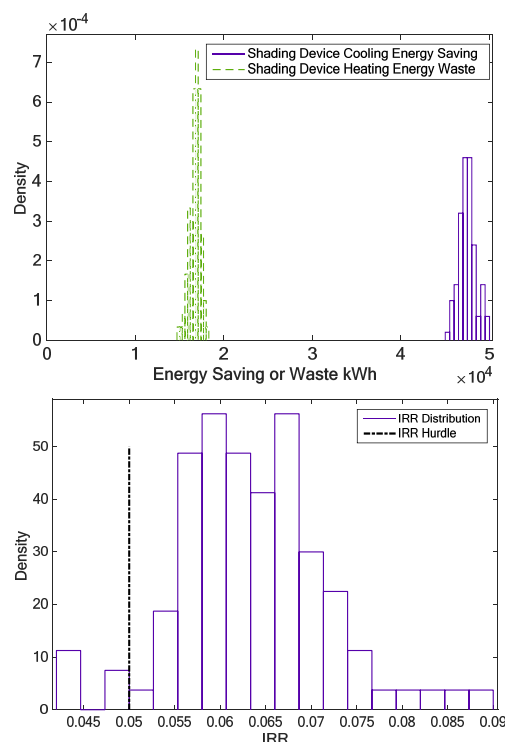 ×10⁻⁴
Shading Device Cooling Energy Saving
Shading Device Heating Energy Waste
7
6
5
4
3
2
1
0
Density
0 1 2 3 4 5
Energy Saving or Waste kWh
×10⁴
IRR Distribution
IRR Hurdle
50
40
30
20
10
0
Density
0.045 0.05 0.055 0.06 0.065 0.07 0.075 0.08 0.085 0.09
IRR